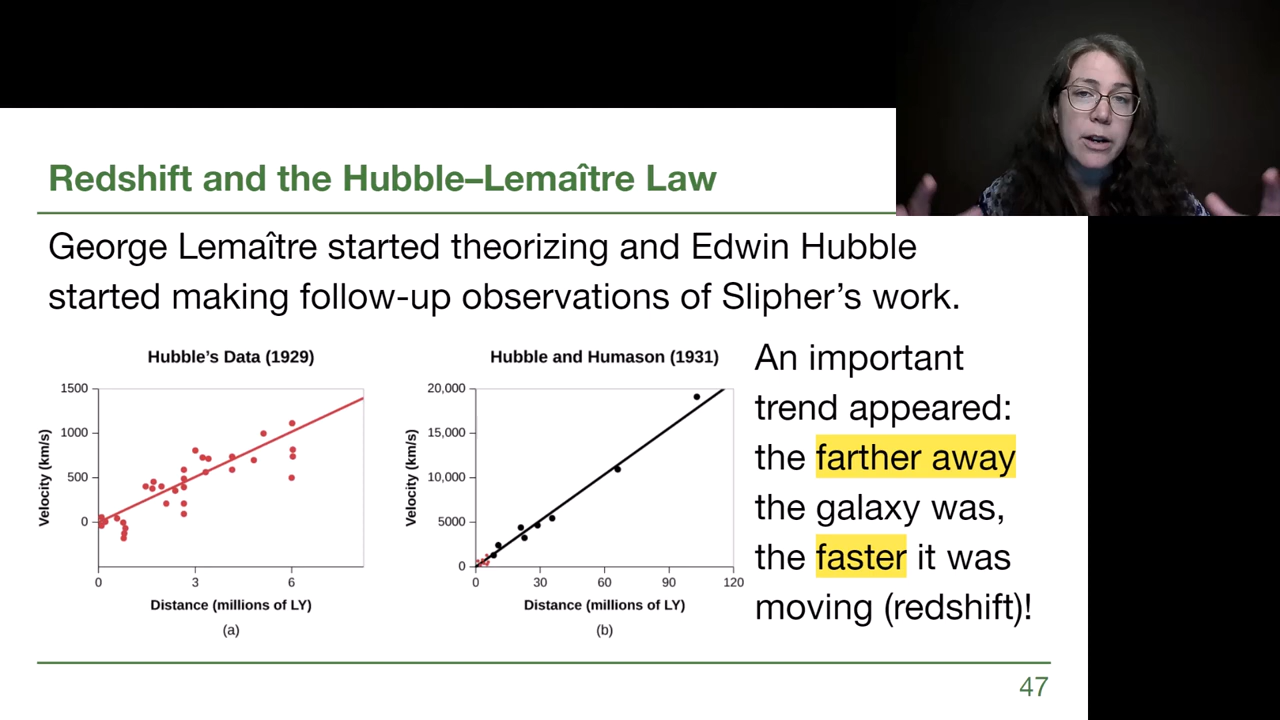 Redshift and the Hubble–Lemaître Law
George Lemaître started theorizing and Edwin Hubble
started making follow-up observations of Slipher's work.
Hubble's Data (1929)
1500
1000
500
0
Velocity (km/s)
0 3 6
Distance (millions of LY)
(a)
Hubble and Humason (1931)
20,000
15,000
10,000
5000
0
Velocity (km/s)
0 30 60 90 120
Distance (millions of LY)
(b)
An important
trend appeared:
the farther away
the galaxy was,
the faster it was
moving (redshift)!
47